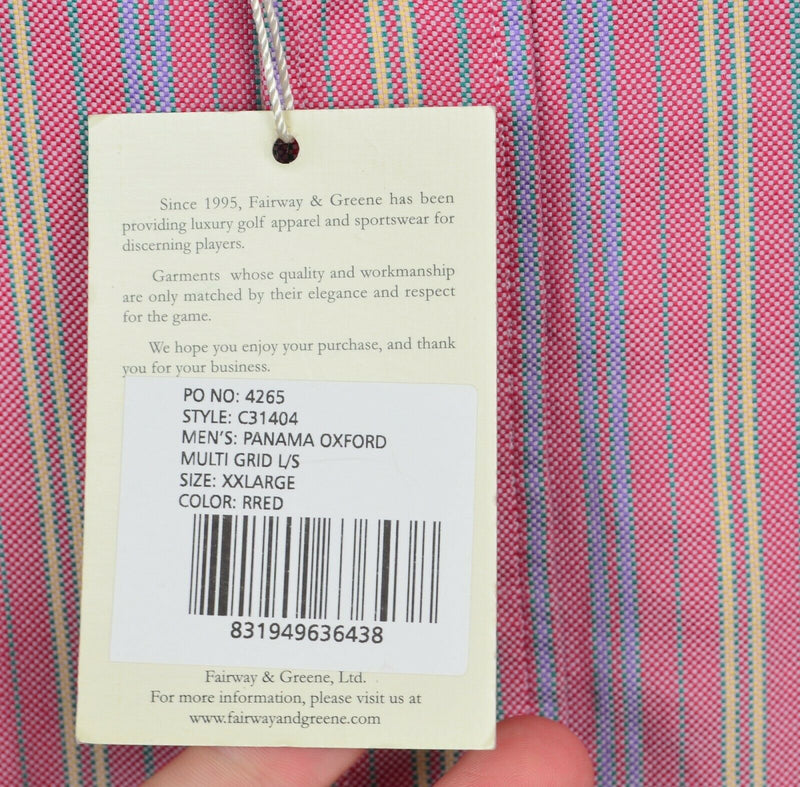 Since 1995, Fairway & Greene has been
providing luxury golf apparel and sportswear for
discerning players.
Garments whose quality and workmanship
are only matched by their elegance and respect
for the game.
We hope you enjoy your purchase, and thank
you for your business.
PO NO: 4265
STYLE: C31404
MEN'S: PANAMA OXFORD
MULTI GRID L/S
SIZE: XXLARGE
COLOR: RRED
831949636438
Fairway & Greene, Ltd.
For more information, please visit us at
www.fairwayandgreene.com